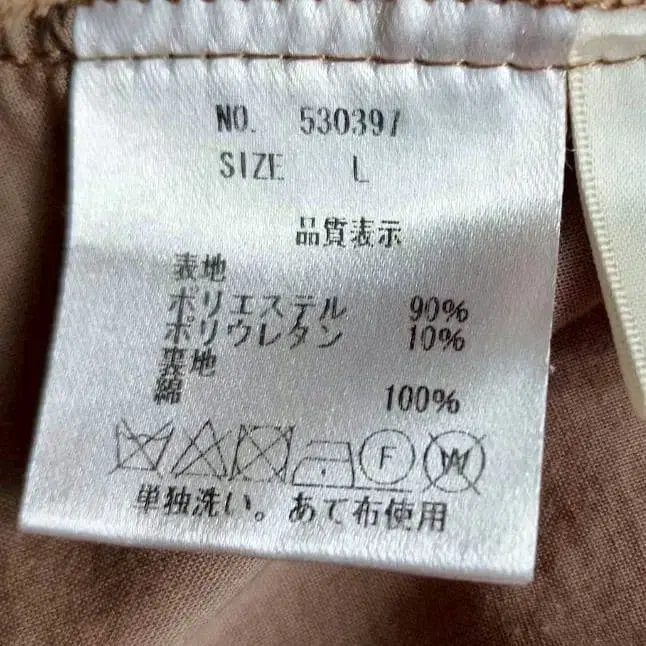 NO. 530397
SIZE L
品質表示
表地
ポリエステル 90%
ポリウレタン 10%
裏地
綿 100%
F W
単独洗い。あて布使用